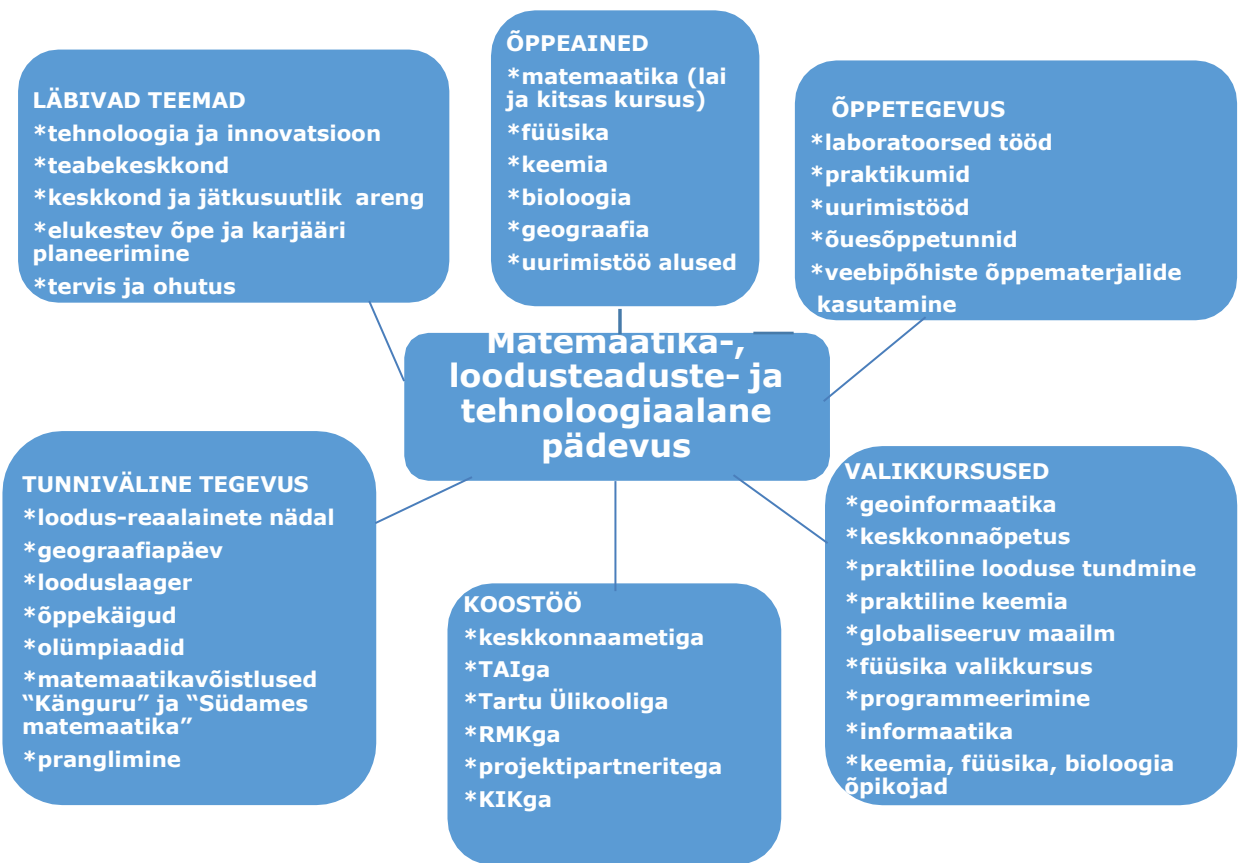 LÄBIVAD TEEMAD
*tehnoloogia ja innovatsioon
*teabekeskkond
*keskkond ja jätkusuutlik areng
*elukestev õpe ja karjääri
planeerimine
*tervis ja ohutus
ÕPPEAINED
*matemaatika (lai
ja kitsas kursus)
*füüsika
*keemia
*bioloogia
*geograafia
*uurimistöö alused
ÕPPETEGEVUS
*laboratoorsed tööd
*praktikumid
*uurimistööd
*õuesõppetunnid
*veebipõhiste õppematerjalide
kasutamine
Matemaatika-,
loodusteaduste- ja
tehnoloogiaalane
pädevus
TUNNIVÄLINE TEGEVUS
*loodus-reaalainete nädal
*geograafiapäev
*looduslaager
*õppekäigud
*olümpiaadid
*matemaatikavõistlused
“Känguru” ja “Südames
matemaatika”
*pranglimine
KOOSTÖÖ
*keskkonnaametiga
*TAIga
*Tartu Ülikooliga
*RMKga
*projektipartneritega
*KIKga
VALIKKURSUSED
*geoinformaatika
*keskkonnaõpetus
*praktiline looduse tundmine
*praktiline keemia
*globaliseeruv maailm
*füüsika valikkursus
*programmeerimine
*informaatika
*keemia, füüsika, bioloogia
õpikojad